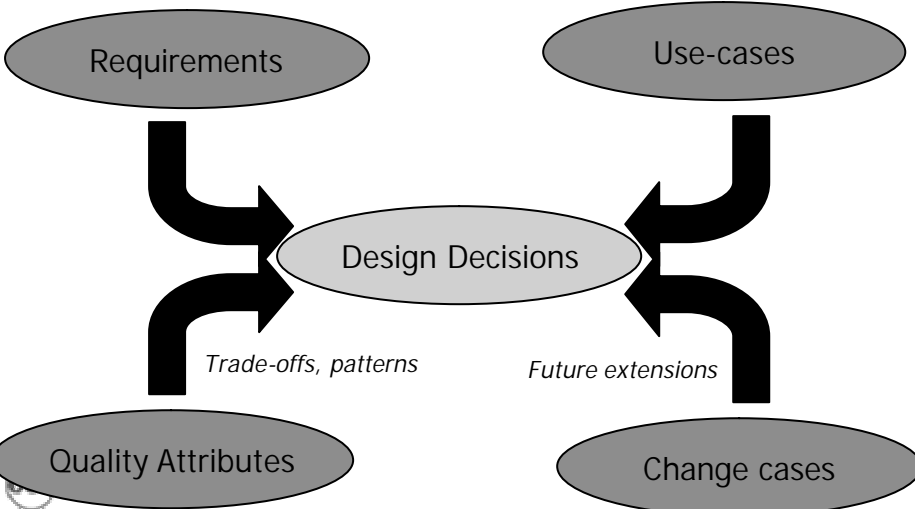 Requirements
Use-cases
Design Decisions
Trade-offs, patterns
Future extensions
Quality Attributes
Change cases